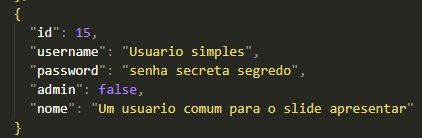 {
"id": 15,
"username": "Usuario simples",
"password": "senha secreta segredo",
"admin": false,
"nome": "Um usuario comum para o slide apresentar"
}